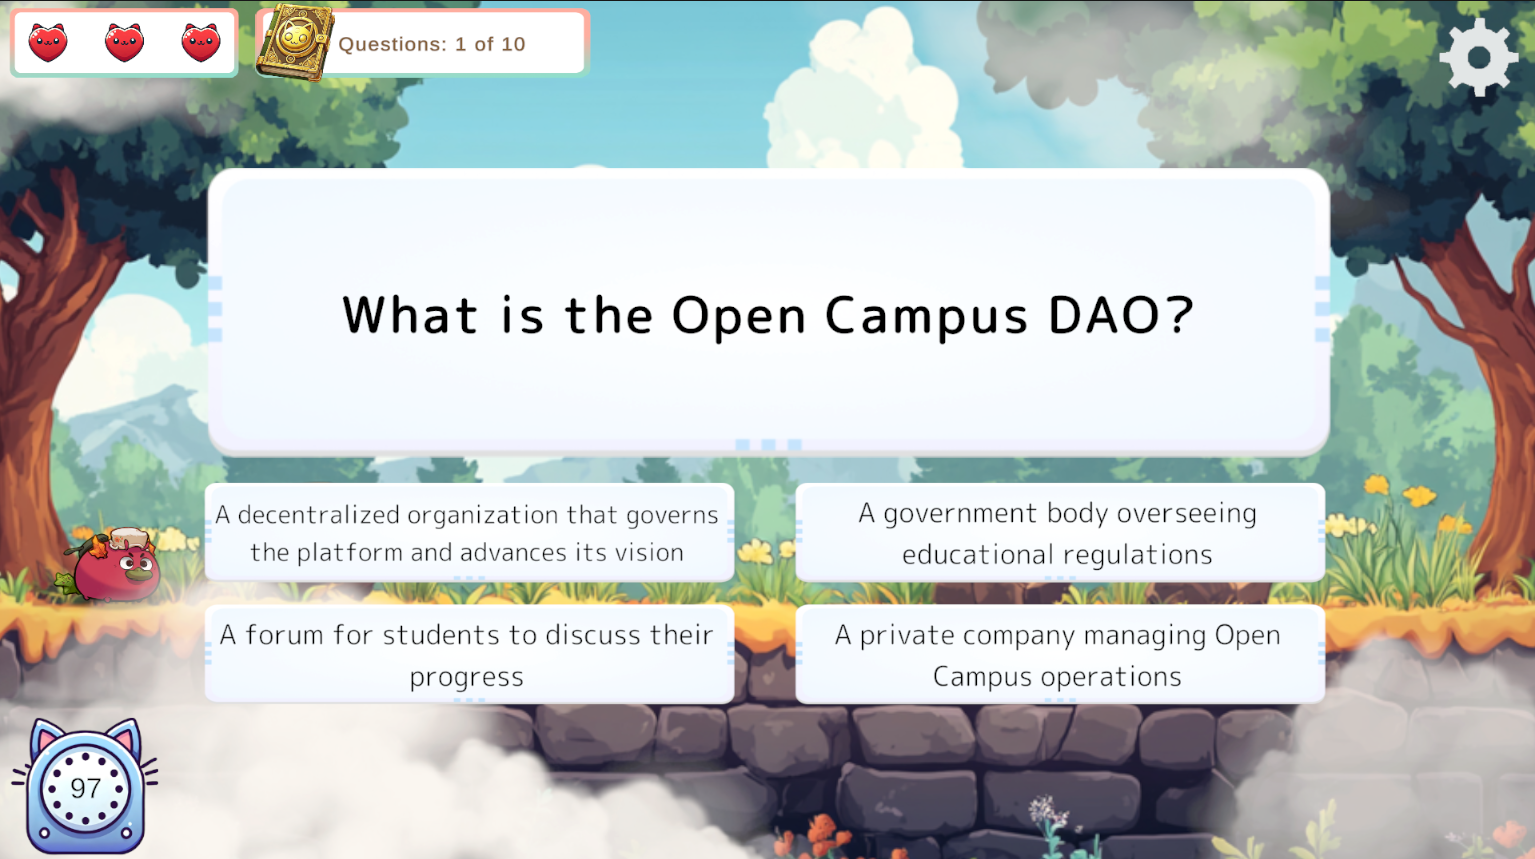 Questions: 1 of 10
What is the Open Campus DAO?
A decentralized organization that governs
the platform and advances its vision
A government body overseeing
educational regulations
A forum for students to discuss their
progress
A private company managing Open
Campus operations
97